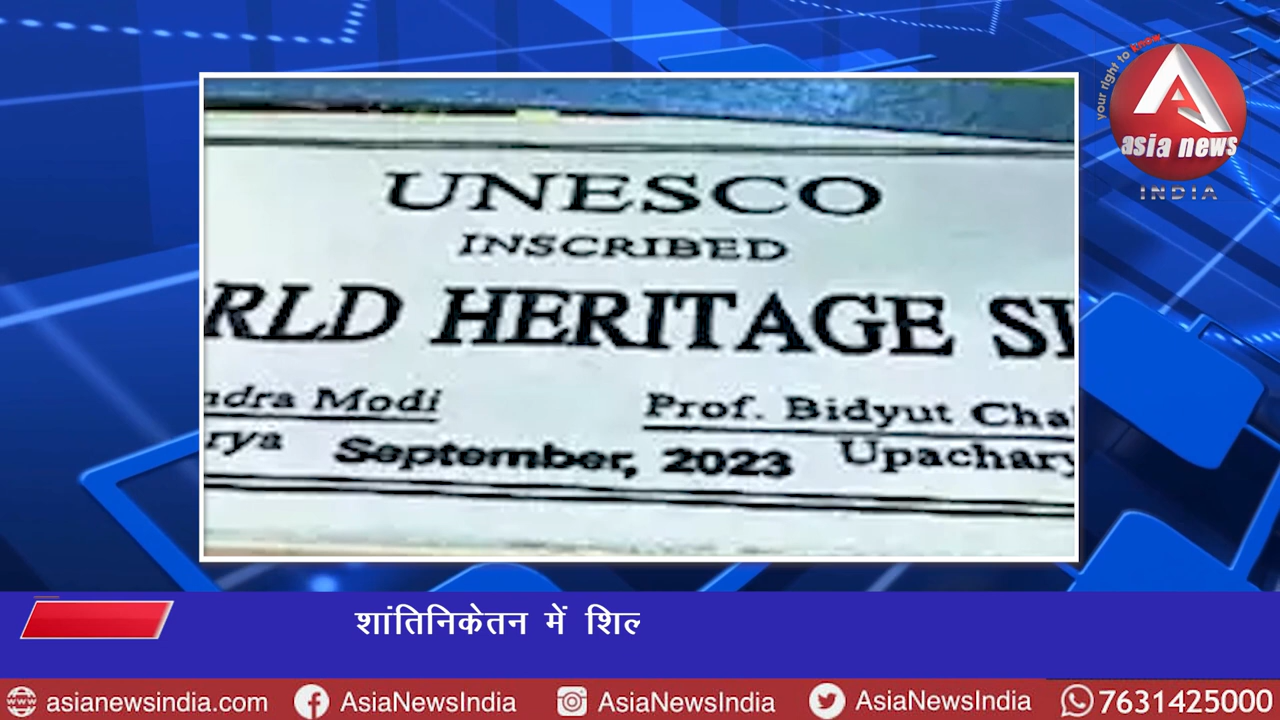 your right to know
asia news
INDIA
UNESCO
INSCRIBED
RLD HERITAGE
ndra Modi Prof. Bidyut Cha
rya September, 2023 Upachary
शांतिनिकेतन में शिल
asianewsindia.com AsiaNewsIndia AsiaNewsIndia AsiaNewsIndia 7631425000